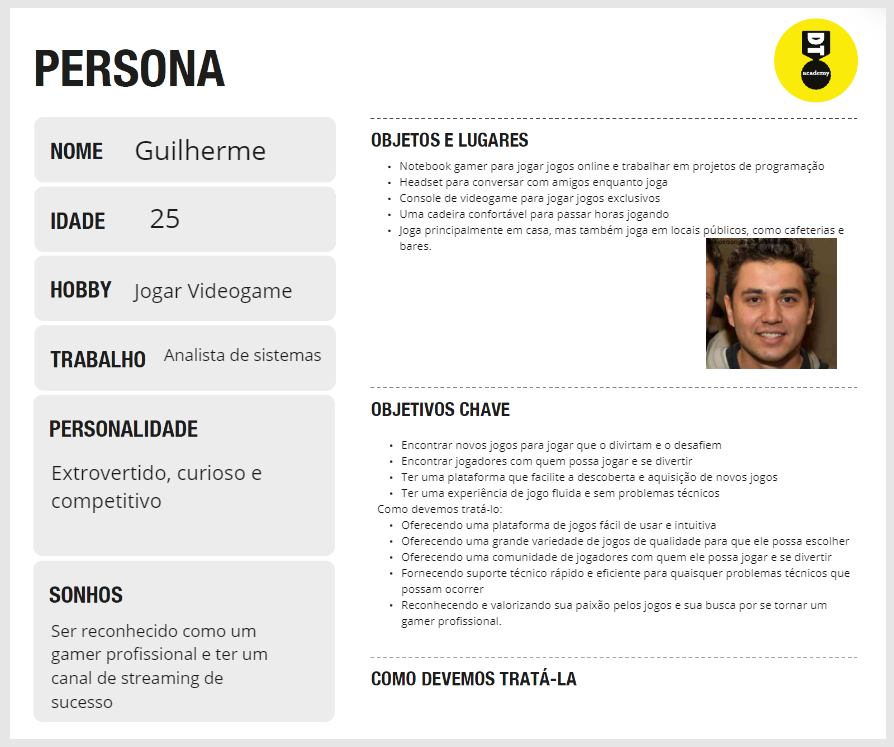 PERSONA
DT
academy
NOME Guilherme
IDADE 25
HOBBY Jogar Videogame
TRABALHO Analista de sistemas
PERSONALIDADE
Extrovertido, curioso e
competitivo
SONHOS
Ser reconhecido como um
gamer profissional e ter um
canal de streaming de
sucesso
OBJETOS E LUGARES
• Notebook gamer para jogar jogos online e trabalhar em projetos de programação
• Headset para conversar com amigos enquanto joga
• Console de videogame para jogar jogos exclusivos
• Uma cadeira confortável para passar horas jogando
• Joga principalmente em casa, mas também joga em locais públicos, como cafeterias e
bares.
OBJETIVOS CHAVE
• Encontrar novos jogos para jogar que o divirtam e o desafiem
• Encontrar jogadores com quem possa jogar e se divertir
• Ter uma plataforma que facilite a descoberta e aquisição de novos jogos
• Ter uma experiência de jogo fluida e sem problemas técnicos
Como devemos tratá-lo:
• Oferecendo uma plataforma de jogos fácil de usar e intuitiva
• Oferecendo uma grande variedade de jogos de qualidade para que ele possa escolher
• Oferecendo uma comunidade de jogadores com quem ele possa jogar e se divertir
• Fornecendo suporte técnico rápido e eficiente para quaisquer problemas técnicos que
possam ocorrer
• Reconhecendo e valorizando sua paixão pelos jogos e sua busca por se tornar um
gamer profissional.
COMO DEVEMOS TRATÁ-LA